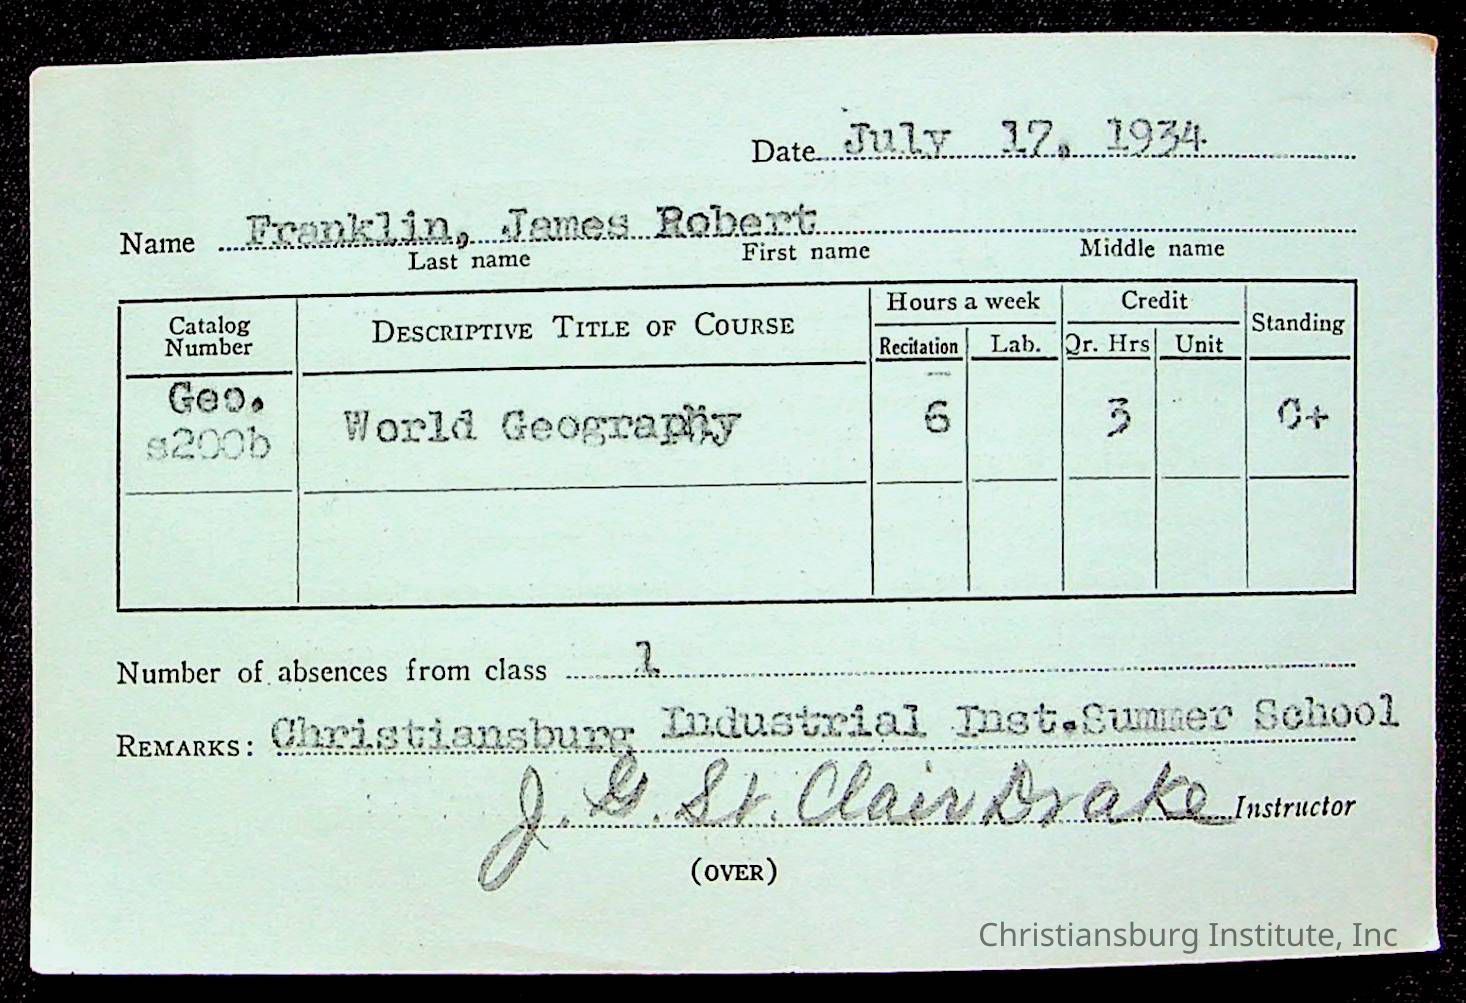 Date July 17, 1934
Name Franklin, James Robert
Last name First name Middle name
Catalog Number DESCRIPTIVE TITLE OF COURSE Hours a week Credit Standing
Recitation Lab. Qr. Hrs Unit
Geo. s200b World Geography 6 3 C+
Number of absences from class 1
REMARKS: Christiansburg Industrial Inst. Summer School
J. G. St. Clair Drake Instructor
(OVER)
Christiansburg Institute, Inc